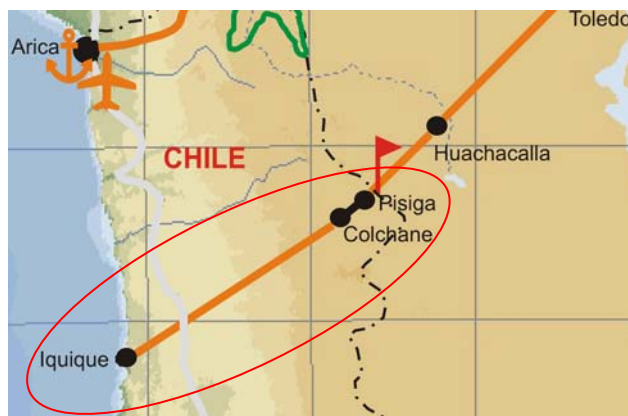 Toledo
Arica
Huachacalla
CHILE
Pisiga
Colchane
Iquique